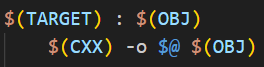 $(TARGET) : $(OBJ)
    $(CXX) -o $@ $(OBJ)